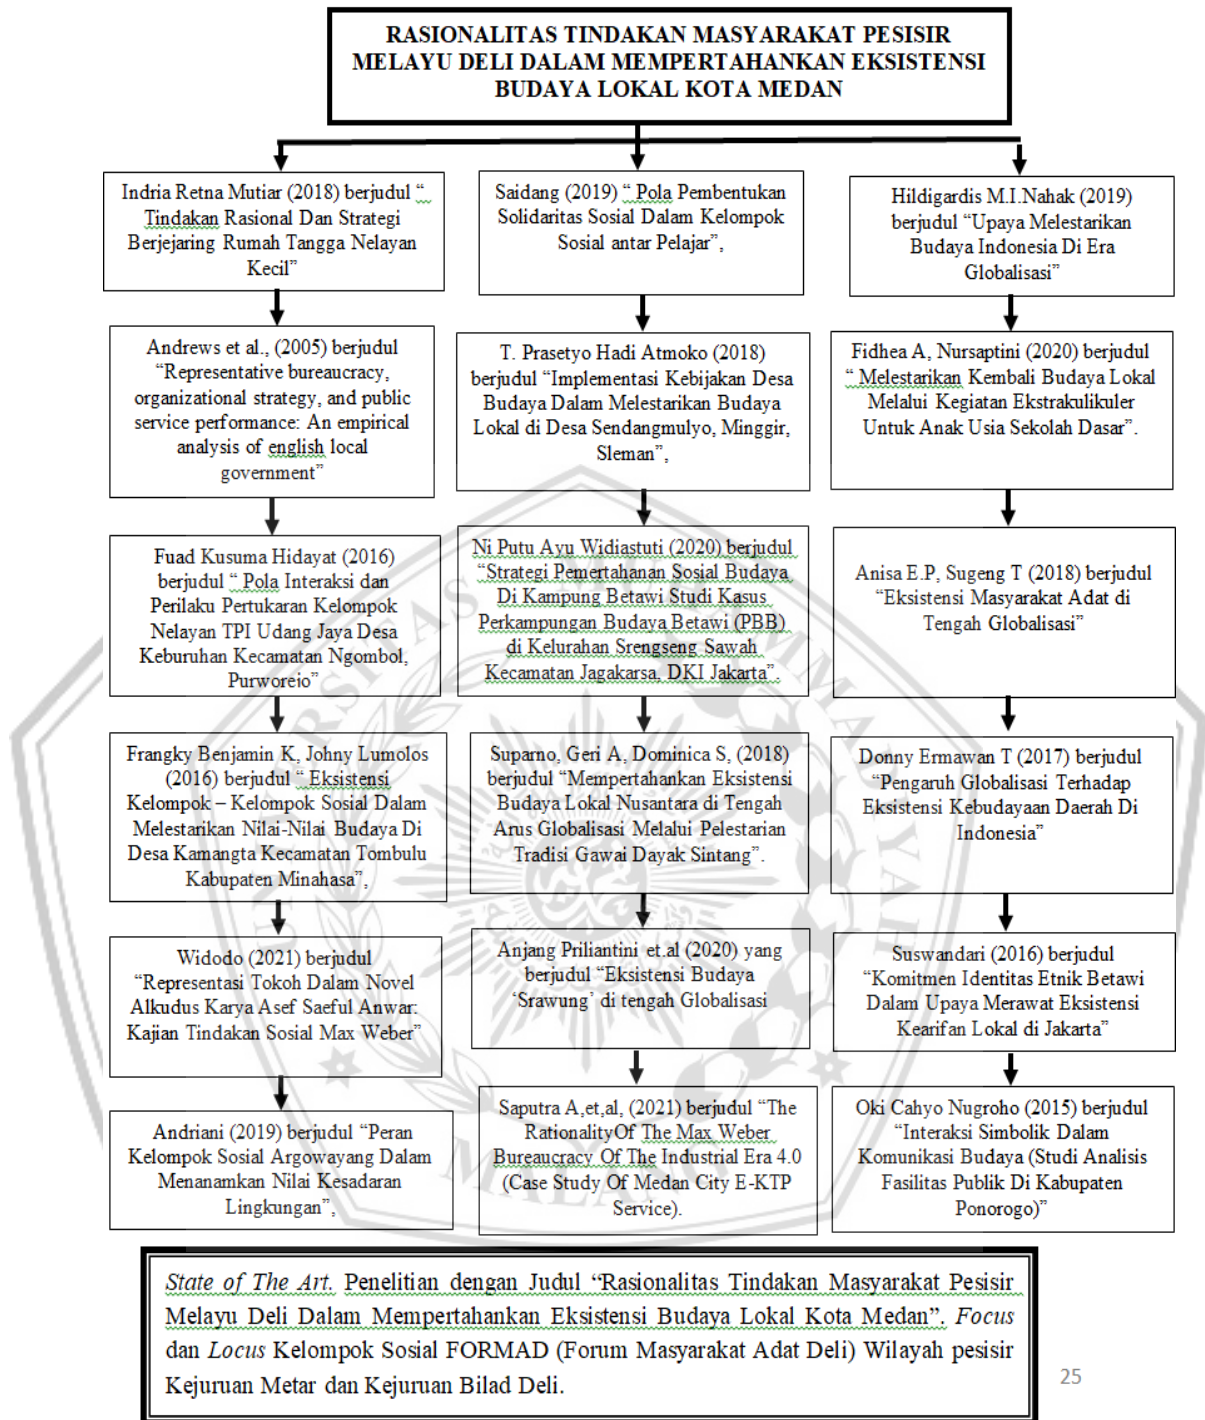 RASIONALITAS TINDAKAN MASYARAKAT PESISIR
MELAYU DELI DALAM MEMPERTAHANKAN EKSISTENSI
BUDAYA LOKAL KOTA MEDAN
Indria Retna Mutiar (2018) berjudul “
Tindakan Rasional Dan Strategi
Berjejaring Rumah Tangga Nelayan
Kecil”
Andrews et al., (2005) berjudul
“Representative bureaucracy,
organizational strategy, and public
service performance: An empirical
analysis of english local
government”
Fuad Kusuma Hidayat (2016)
berjudul “ Pola Interaksi dan
Perilaku Pertukaran Kelompok
Nelayan TPI Udang Jaya Desa
Keburuhan Kecamatan Ngombol,
Purworejo”
Frangky Benjamin K, Johny Lumolos
(2016) berjudul “ Eksistensi
Kelompok – Kelompok Sosial Dalam
Melestarikan Nilai-Nilai Budaya Di
Desa Kamangta Kecamatan Tombulu
Kabupaten Minahasa”,
Widodo (2021) berjudul
“Representasi Tokoh Dalam Novel
Alkudus Karya Asef Saeful Anwar:
Kajian Tindakan Sosial Max Weber”
Andriani (2019) berjudul “Peran
Kelompok Sosial Argowayang Dalam
Menanamkan Nilai Kesadaran
Lingkungan”,
Saidang (2019) “ Pola Pembentukan
Solidaritas Sosial Dalam Kelompok
Sosial antar Pelajar”,
T. Prasetyo Hadi Atmoko (2018)
berjudul “Implementasi Kebijakan Desa
Budaya Dalam Melestarikan Budaya
Lokal di Desa Sendangmulyo, Minggir,
Sleman”,
Ni Putu Ayu Widiastuti (2020) berjudul
“Strategi Pemertahanan Sosial Budaya
Di Kampung Betawi Studi Kasus
Perkampungan Budaya Betawi (PBB)
di Kelurahan Srengseng Sawah
Kecamatan Jagakarsa, DKI Jakarta”.
Suparno, Geri A, Dominica S, (2018)
berjudul “Mempertahankan Eksistensi
Budaya Lokal Nusantara di Tengah
Arus Globalisasi Melalui Pelestarian
Tradisi Gawai Dayak Sintang”.
Anjang Priliantini et.al (2020) yang
berjudul “Eksistensi Budaya
‘Srawung’ di tengah Globalisasi
Saputra A,et,al, (2021) berjudul “The
RationalityOf The Max Weber
Bureaucracy Of The Industrial Era 4.0
(Case Study Of Medan City E-KTP
Service).
Hildigardis M.I.Nahak (2019)
berjudul “Upaya Melestarikan
Budaya Indonesia Di Era
Globalisasi”
Fidhea A, Nursaptini (2020) berjudul
“ Melestarikan Kembali Budaya Lokal
Melalui Kegiatan Ekstrakulikuler
Untuk Anak Usia Sekolah Dasar”.
Anisa E.P, Sugeng T (2018) berjudul
“Eksistensi Masyarakat Adat di
Tengah Globalisasi”
Donny Ermawan T (2017) berjudul
“Pengaruh Globalisasi Terhadap
Eksistensi Kebudayaan Daerah Di
Indonesia”
Suswandari (2016) berjudul
“Komitmen Identitas Etnik Betawi
Dalam Upaya Merawat Eksistensi
Kearifan Lokal di Jakarta”
Oki Cahyo Nugroho (2015) berjudul
“Interaksi Simbolik Dalam
Komunikasi Budaya (Studi Analisis
Fasilitas Publik Di Kabupaten
Ponorogo)”
State of The Art. Penelitian dengan Judul “Rasionalitas Tindakan Masyarakat Pesisir
Melayu Deli Dalam Mempertahankan Eksistensi Budaya Lokal Kota Medan”. Focus
dan Locus Kelompok Sosial FORMAD (Forum Masyarakat Adat Deli) Wilayah pesisir
Kejuruan Metar dan Kejuruan Bilad Deli.
25
UNIVERSITAS MUHAMMADIYAH
MALANG